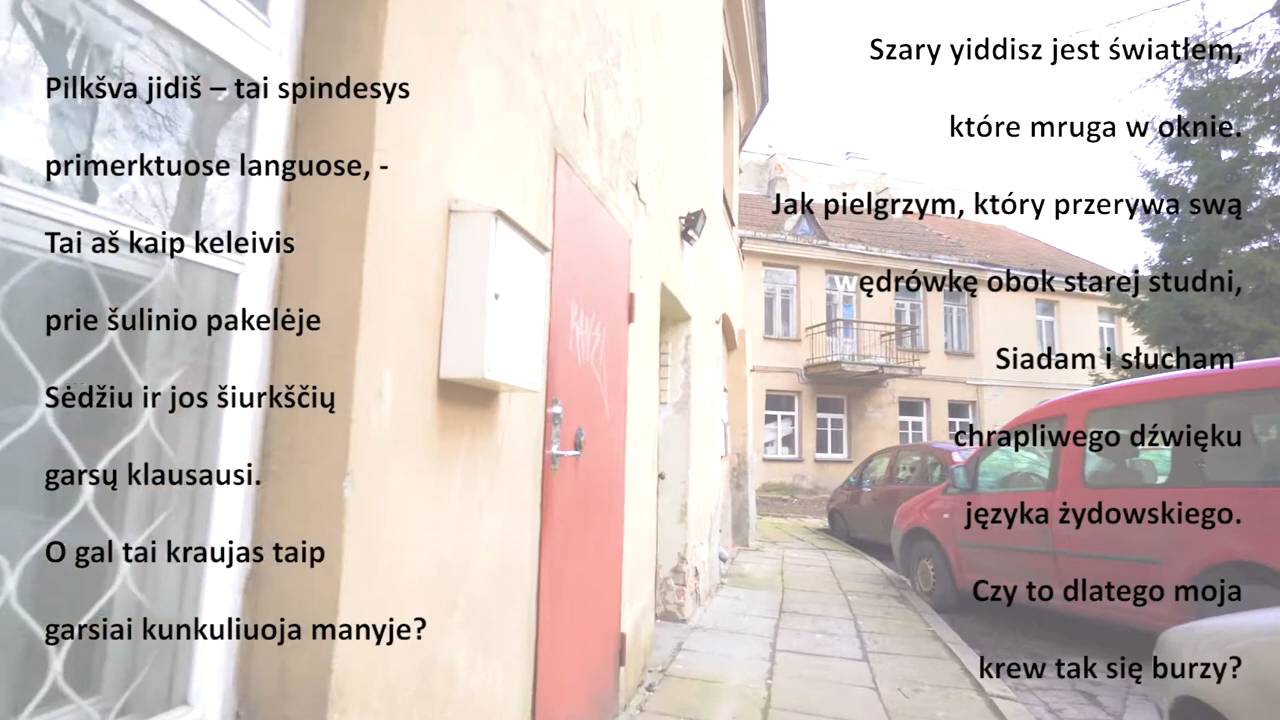 Pilkšva jidiš – tai spindesys
primerktuose languose, -
Tai aš kaip keleivis
prie šulinio pakelėje
Sėdžiu ir jos šiurkščių
garsų klausausi.
O gal tai kraujas taip
garsiai kunkuliuoja manyje?
Szary yiddisz jest światłem,
które mruga w oknie.
Jak pielgrzym, który przerywa swą
wędrówkę obok starej studni,
Siadam i słucham
chrapliwego dźwięku
języka żydowskiego.
Czy to dlatego moja
krew tak się burzy?